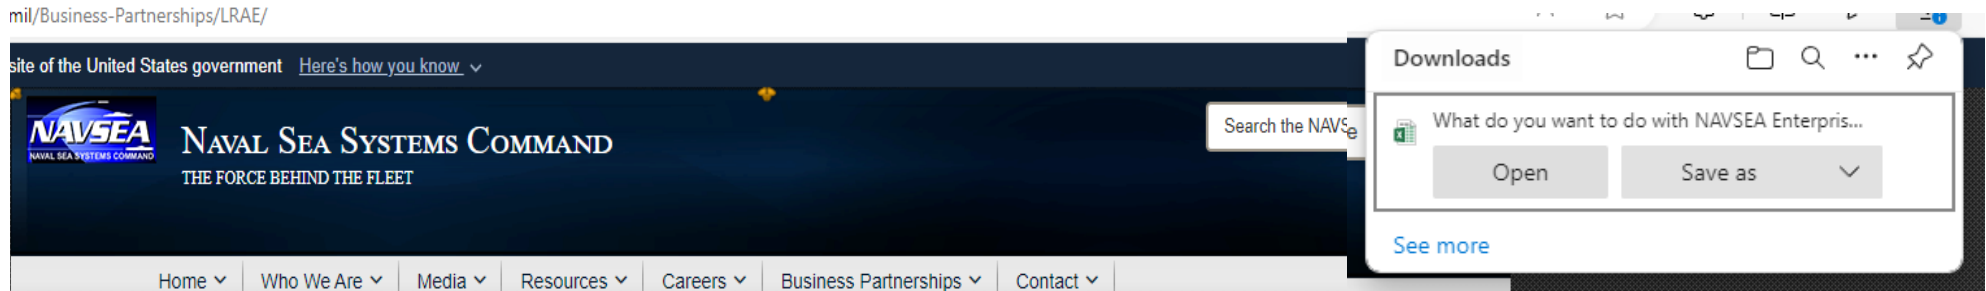 mil/Business-Partnerships/LRAE/
site of the United States government Here's how you know
NAVSEA
NAVAL SEA SYSTEMS COMMAND
NAVAL SEA SYSTEMS COMMAND
THE FORCE BEHIND THE FLEET
Search the NAVS
e
Home
Who We Are
Media
Resources
Careers
Business Partnerships
Contact
Downloads
What do you want to do with NAVSEA Enterpris...
Open
Save as
See more